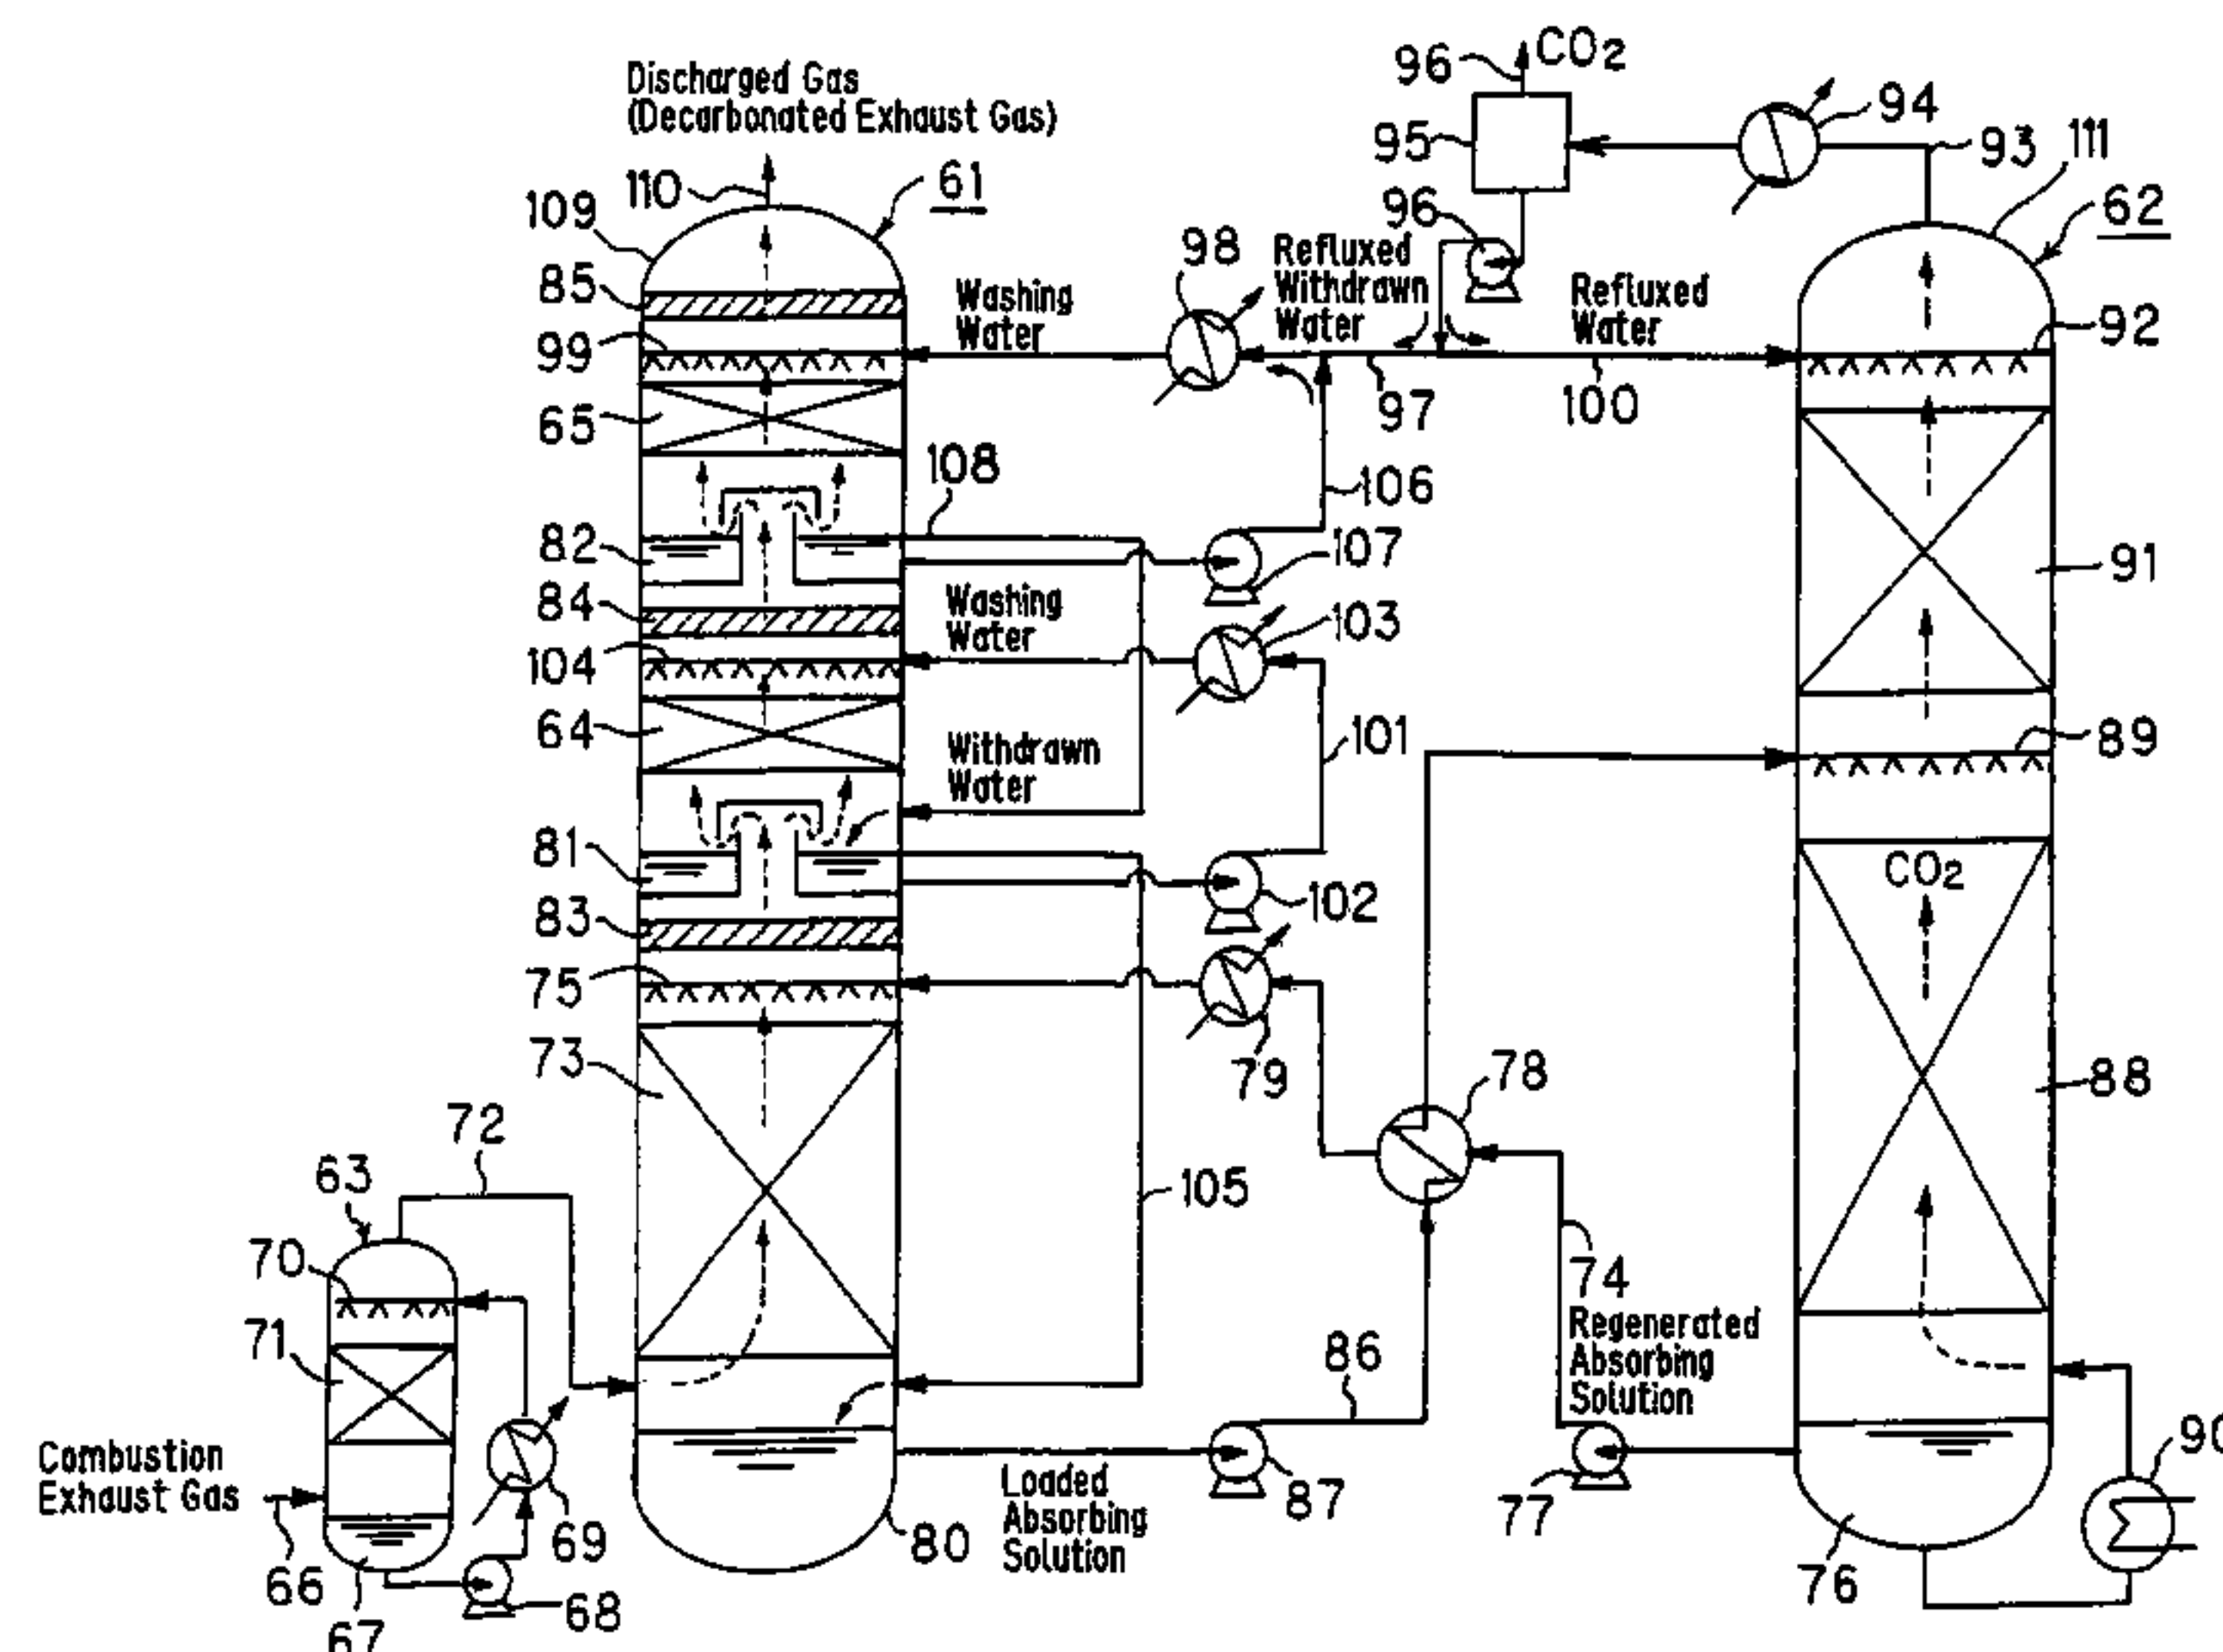 Discharged Gas
(Decarbonated Exhaust Gas)
96
CO2
94
95
93
111
110
61
109
96
62
98
Refluxed
Withdrawn
Water
85
Washing
Water
Refluxed
Water
92
99
97
100
65
108
106
82
107
91
84
Washing
Water
103
104
64
Withdrawn
Water
101
89
81
CO2
83
102
75
73
79
78
88
72
63
105
70
74
71
Regenerated
Absorbing
Solution
86
Combustion
Exhaust Gas
90
Loaded
Absorbing
Solution
87
77
69
80
66
76
68
67